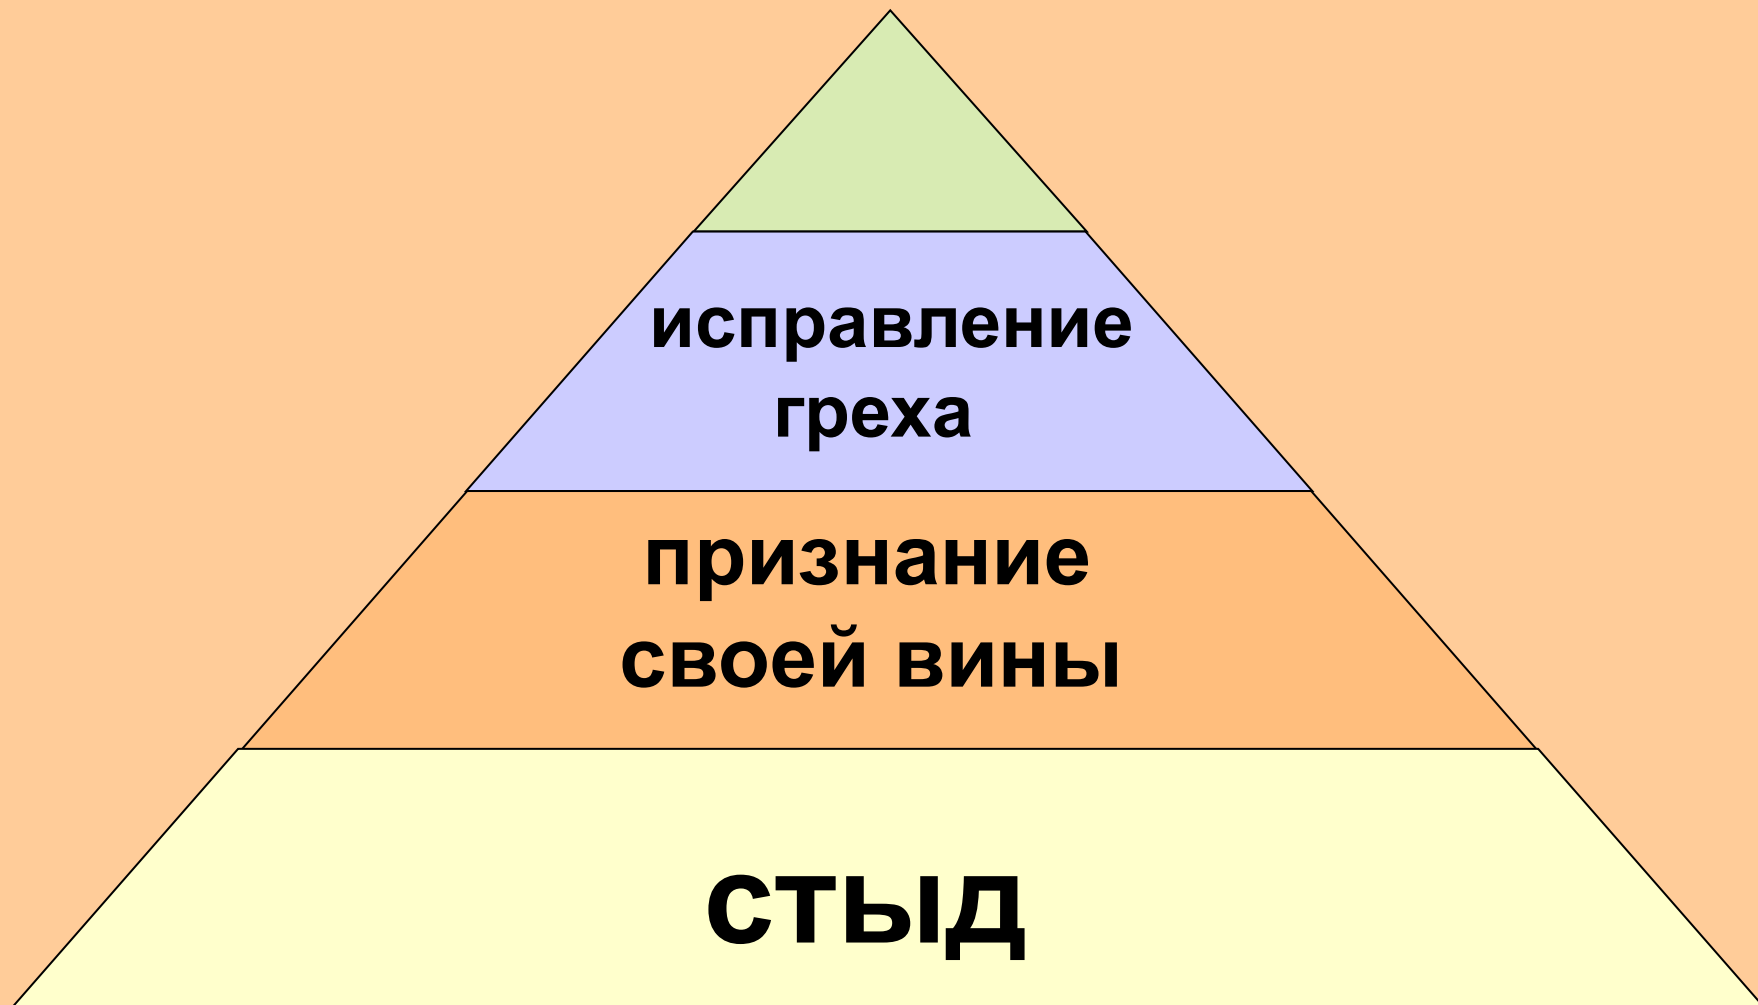 исправление
греха
признание
своей вины
стыд